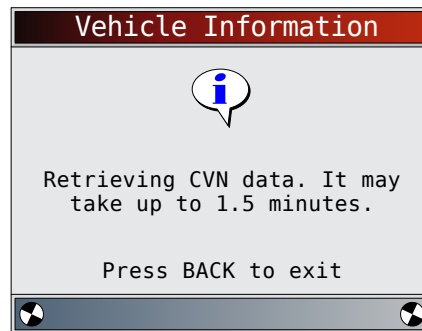 Vehicle Information
i
Retrieving CVN data. It may
take up to 1.5 minutes.
Press BACK to exit